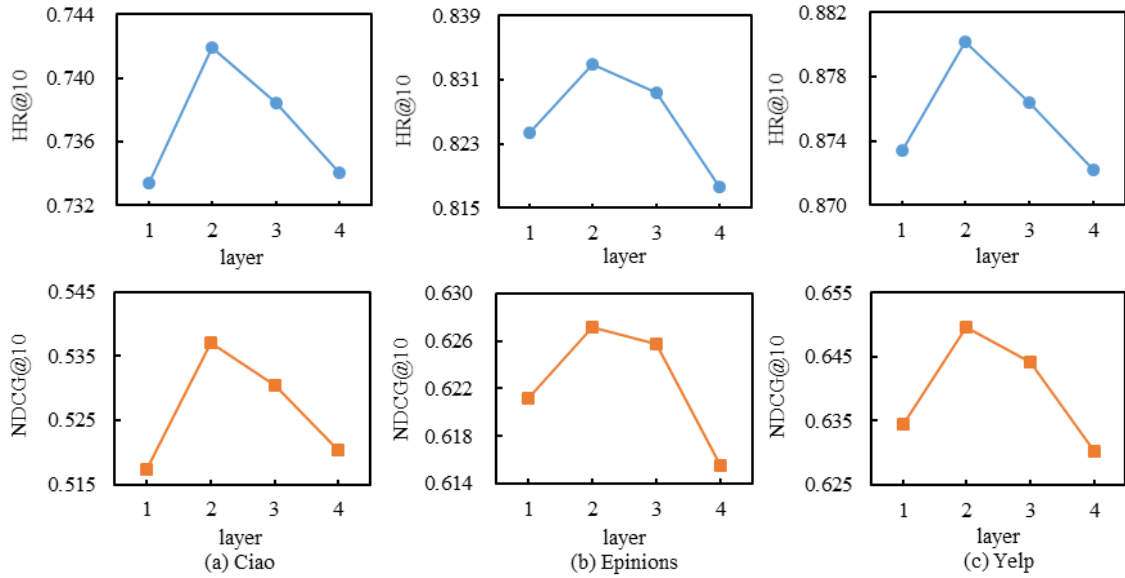 HR@10
0.744
0.740
0.736
0.732
1 2 3 4
layer
HR@10
0.839
0.831
0.823
0.815
1 2 3 4
layer
HR@10
0.882
0.878
0.874
0.870
1 2 3 4
layer
NDCG@10
0.545
0.535
0.525
0.515
1 2 3 4
layer
(a) Ciao
NDCG@10
0.630
0.626
0.622
0.618
0.614
1 2 3 4
layer
(b) Epinions
NDCG@10
0.655
0.645
0.635
0.625
1 2 3 4
layer
(c) Yelp